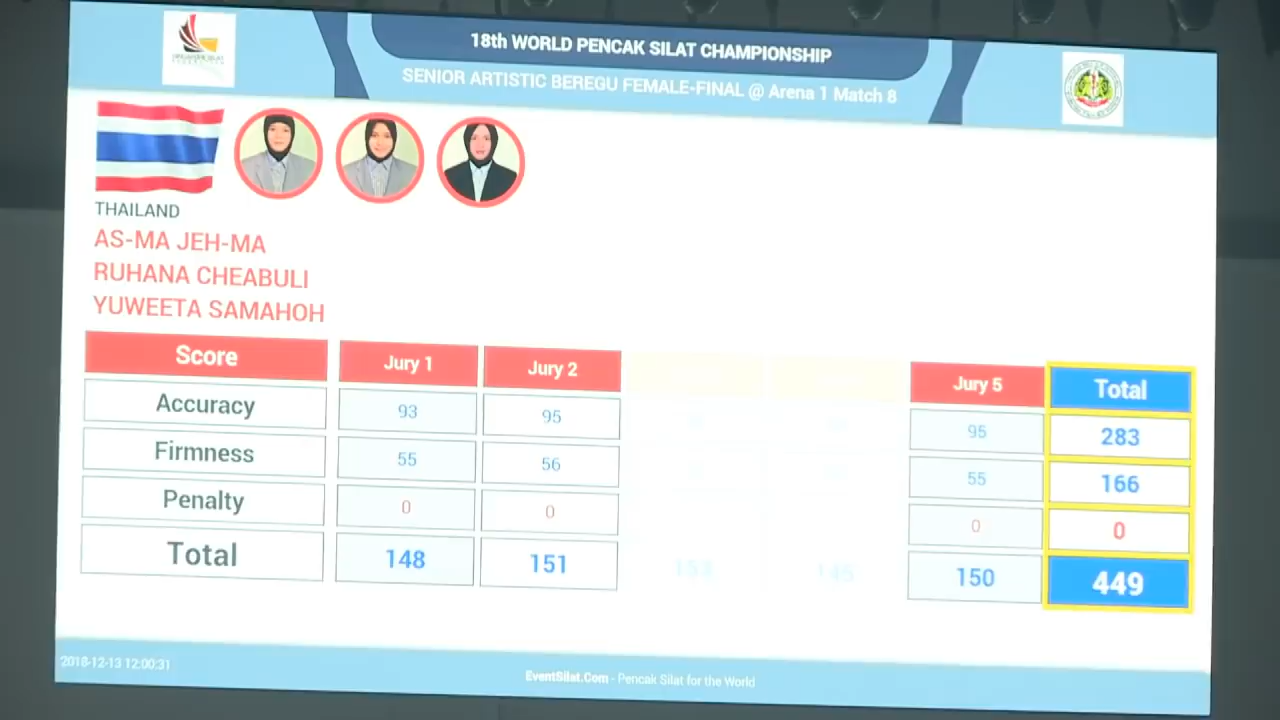 18th WORLD PENCAK SILAT CHAMPIONSHIP
SENIOR ARTISTIC BEREGU FEMALE-FINAL @ Arena 1 Match 8
THAILAND
AS-MA JEH-MA
RUHANA CHEABULI
YUWEETA SAMAHOH
Score Jury 1 Jury 2 Jury 5 Total
Accuracy 93 95 95 283
Firmness 55 56 55 166
Penalty 0 0 0 0
Total 148 151 150 449
2018-12-13 12:00:31
EventSilat.Com - Pencak Silat for the World